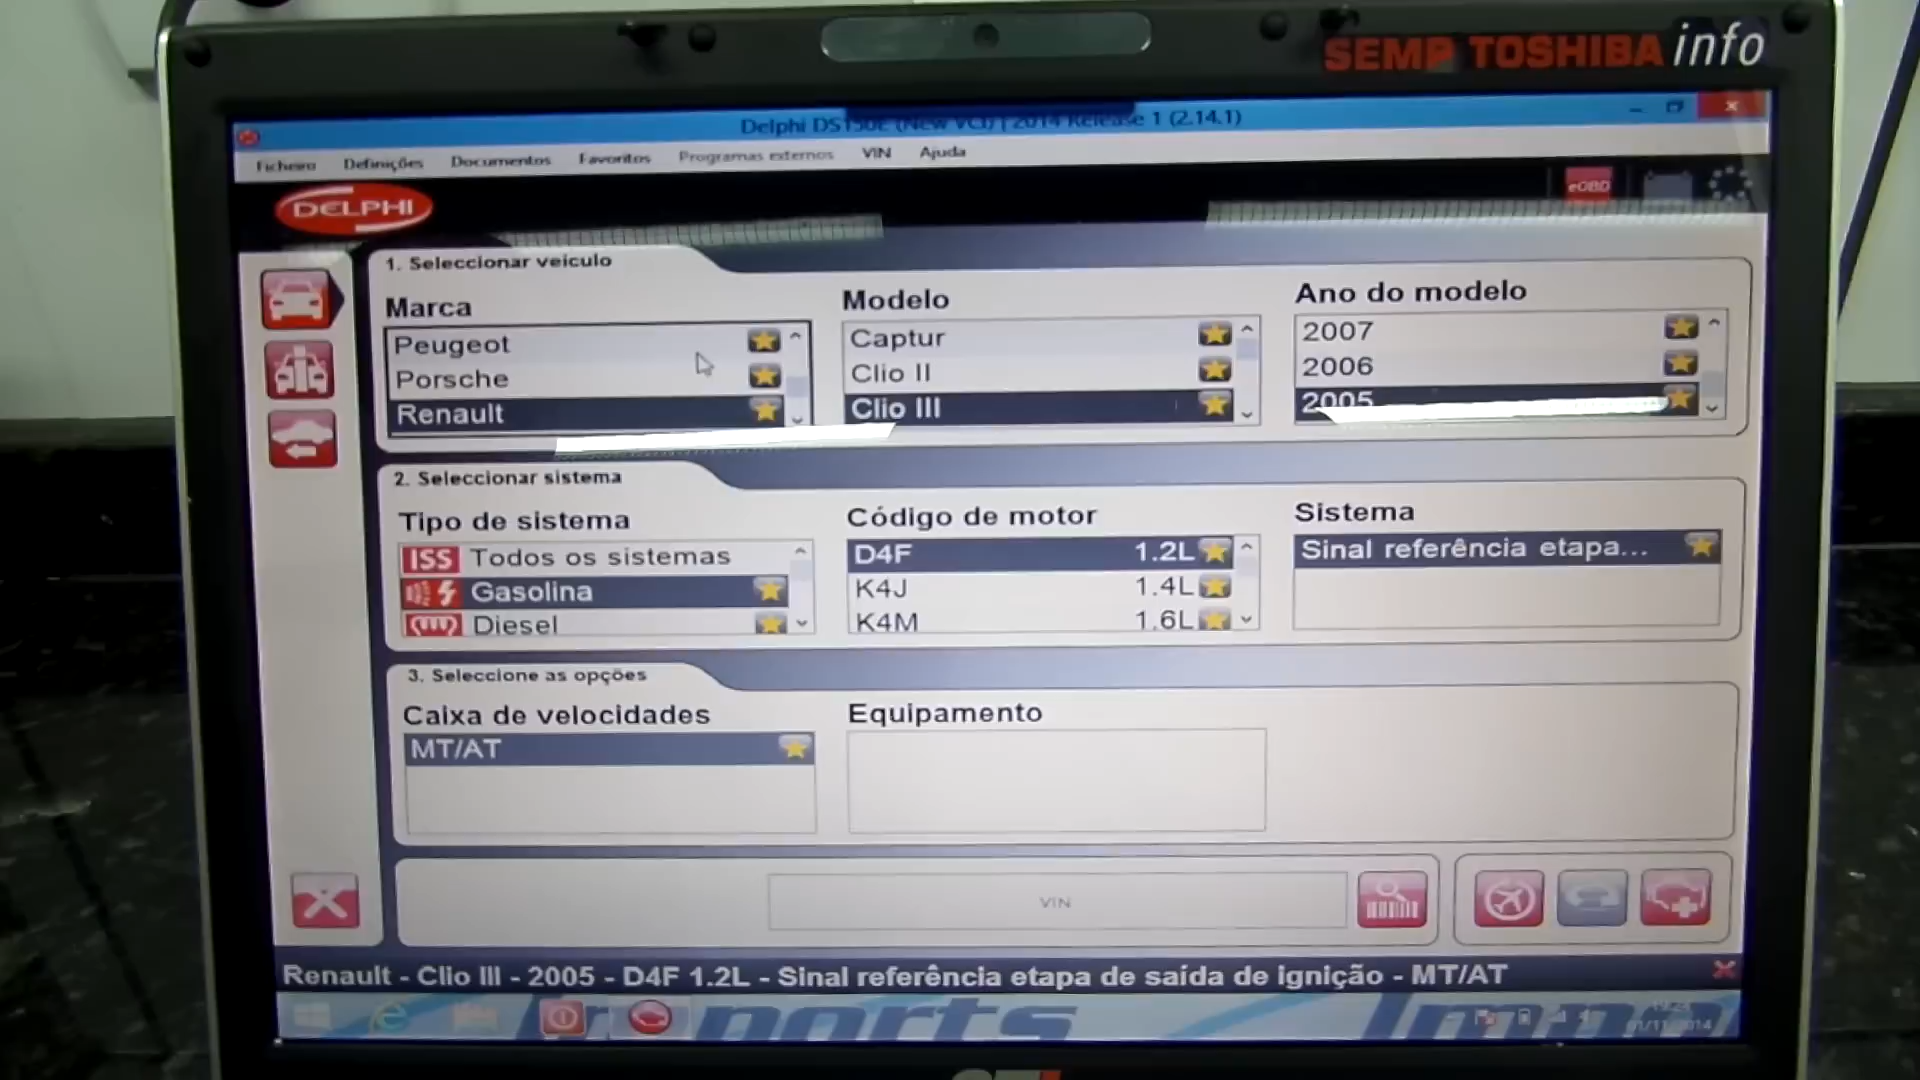 SEMP TOSHIBA info
Delphi DS150E (New VCI) | 2014 Release 1 (2.14.1)
Ficheiro Definições Documentos Favoritos Programas externos VIN Ajuda
DELPHI
eOBD
1. Seleccionar veículo
Marca Modelo Ano do modelo
Peugeot Captur 2007
Porsche Clio II 2006
Renault Clio III 2005
2. Seleccionar sistema
Tipo de sistema Código de motor Sistema
ISS Todos os sistemas D4F 1.2L Sinal referência etapa...
Gasolina K4J 1.4L
Diesel K4M 1.6L
3. Seleccione as opções
Caixa de velocidades Equipamento
MT/AT
VIN
Renault - Clio III - 2005 - D4F 1.2L - Sinal referência etapa de saída de ignição - MT/AT
01/11/2014